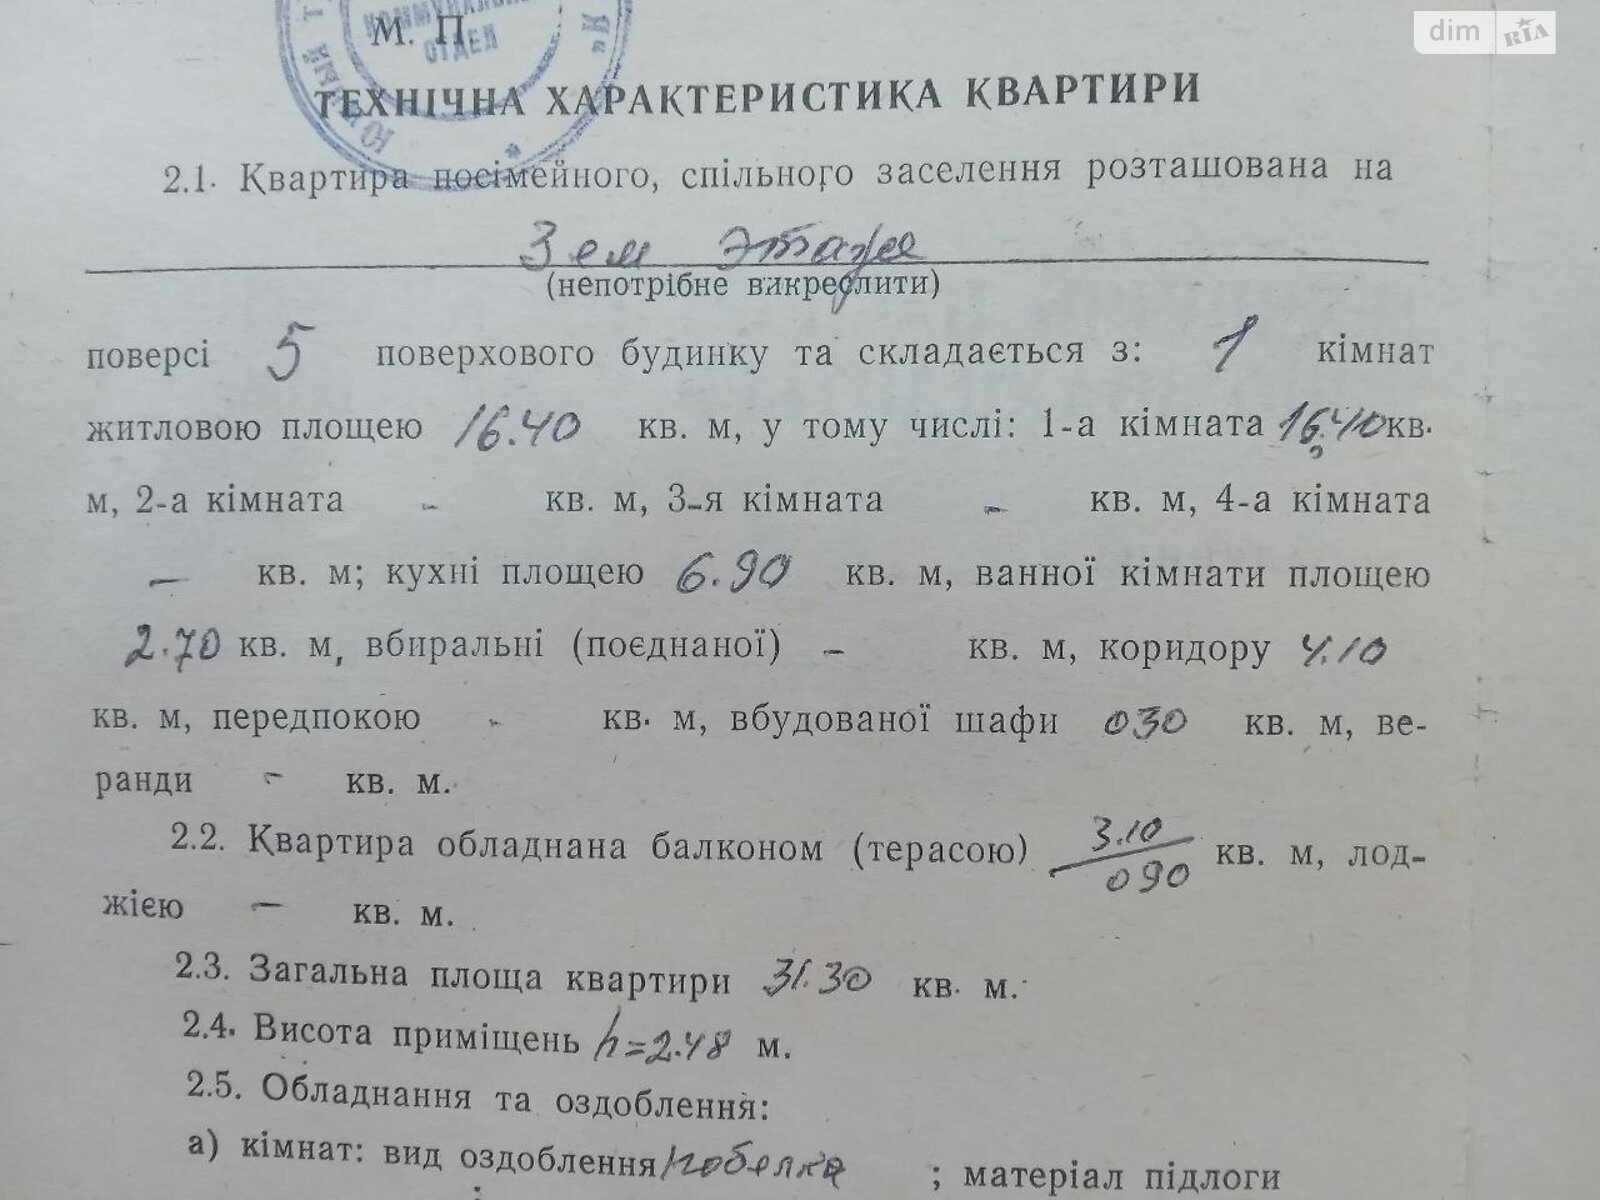 dim RIA
М. П.
КОММУНАЛЬНЫЙ
ОТДЕЛ
ТЕХНІЧНА ХАРАКТЕРИСТИКА КВАРТИРИ
2.1. Квартира посімейного, спільного заселення розташована на
3 ем этаже
(непотрібне викреслити)
поверсі 5 поверхового будинку та складається з: 1 кімнат
житловою площею 16.40 кв. м, у тому числі: 1-а кімната 16.40 кв.
м, 2-а кімната - кв. м, 3-я кімната - кв. м, 4-а кімната
- кв. м; кухні площею 6.90 кв. м, ванної кімнати площею
2.70 кв. м, вбиральні (поєднаної) - кв. м, коридору 4.10
кв. м, передпокою - кв. м, вбудованої шафи 030 кв. м, ве-
ранди - кв. м.
2.2. Квартира обладнана балконом (терасою) 3.10/090 кв. м, лод-
жією - кв. м.
2.3. Загальна площа квартири 31.30 кв. м.
2.4. Висота приміщень h=2.48 м.
2.5. Обладнання та оздоблення:
а) кімнат: вид оздоблення побелка ; матеріал підлоги